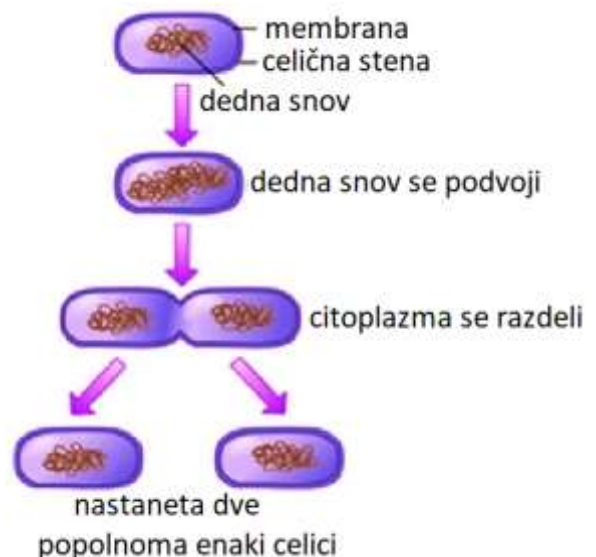 membrana
celična stena
dedna snov
dedna snov se podvoji
citoplazma se razdeli
nastaneta dve
popolnoma enaki celici